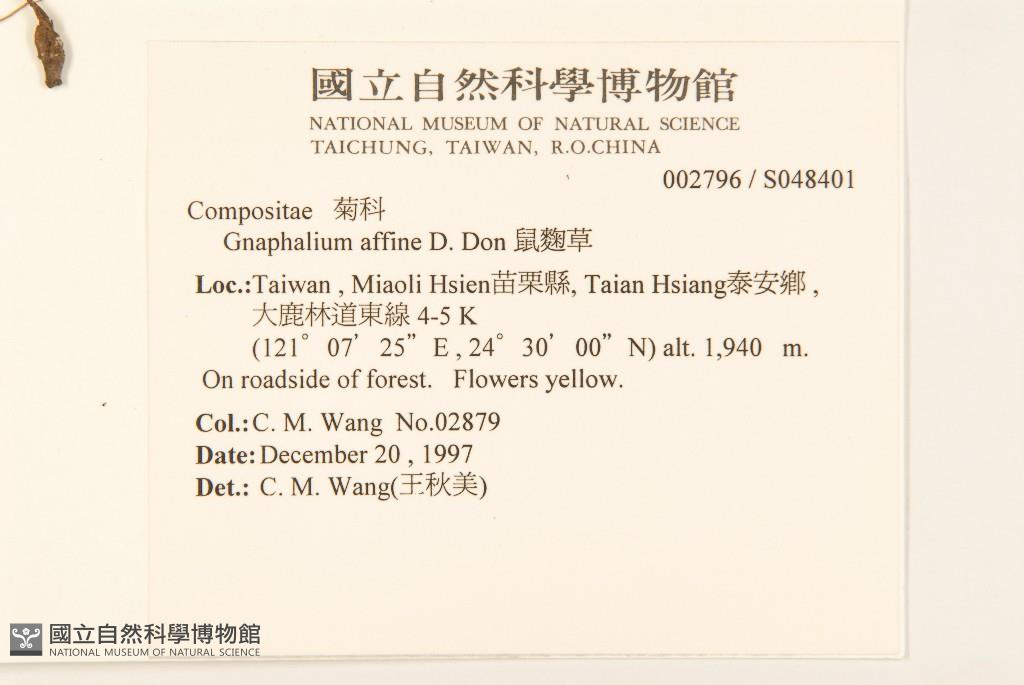 國立自然科學博物館
NATIONAL MUSEUM OF NATURAL SCIENCE
TAICHUNG, TAIWAN, R.O.CHINA
002796 / S048401
Compositae 菊科
Gnaphalium affine D. Don 鼠麴草
Loc.:Taiwan , Miaoli Hsien苗栗縣, Taian Hsiang泰安鄉 ,
大鹿林道東線 4-5 K
(121° 07’ 25” E , 24° 30’ 00” N) alt. 1,940 m.
On roadside of forest. Flowers yellow.
Col.:C. M. Wang No.02879
Date: December 20 , 1997
Det.: C. M. Wang(王秋美)
國立自然科學博物館
NATIONAL MUSEUM OF NATURAL SCIENCE